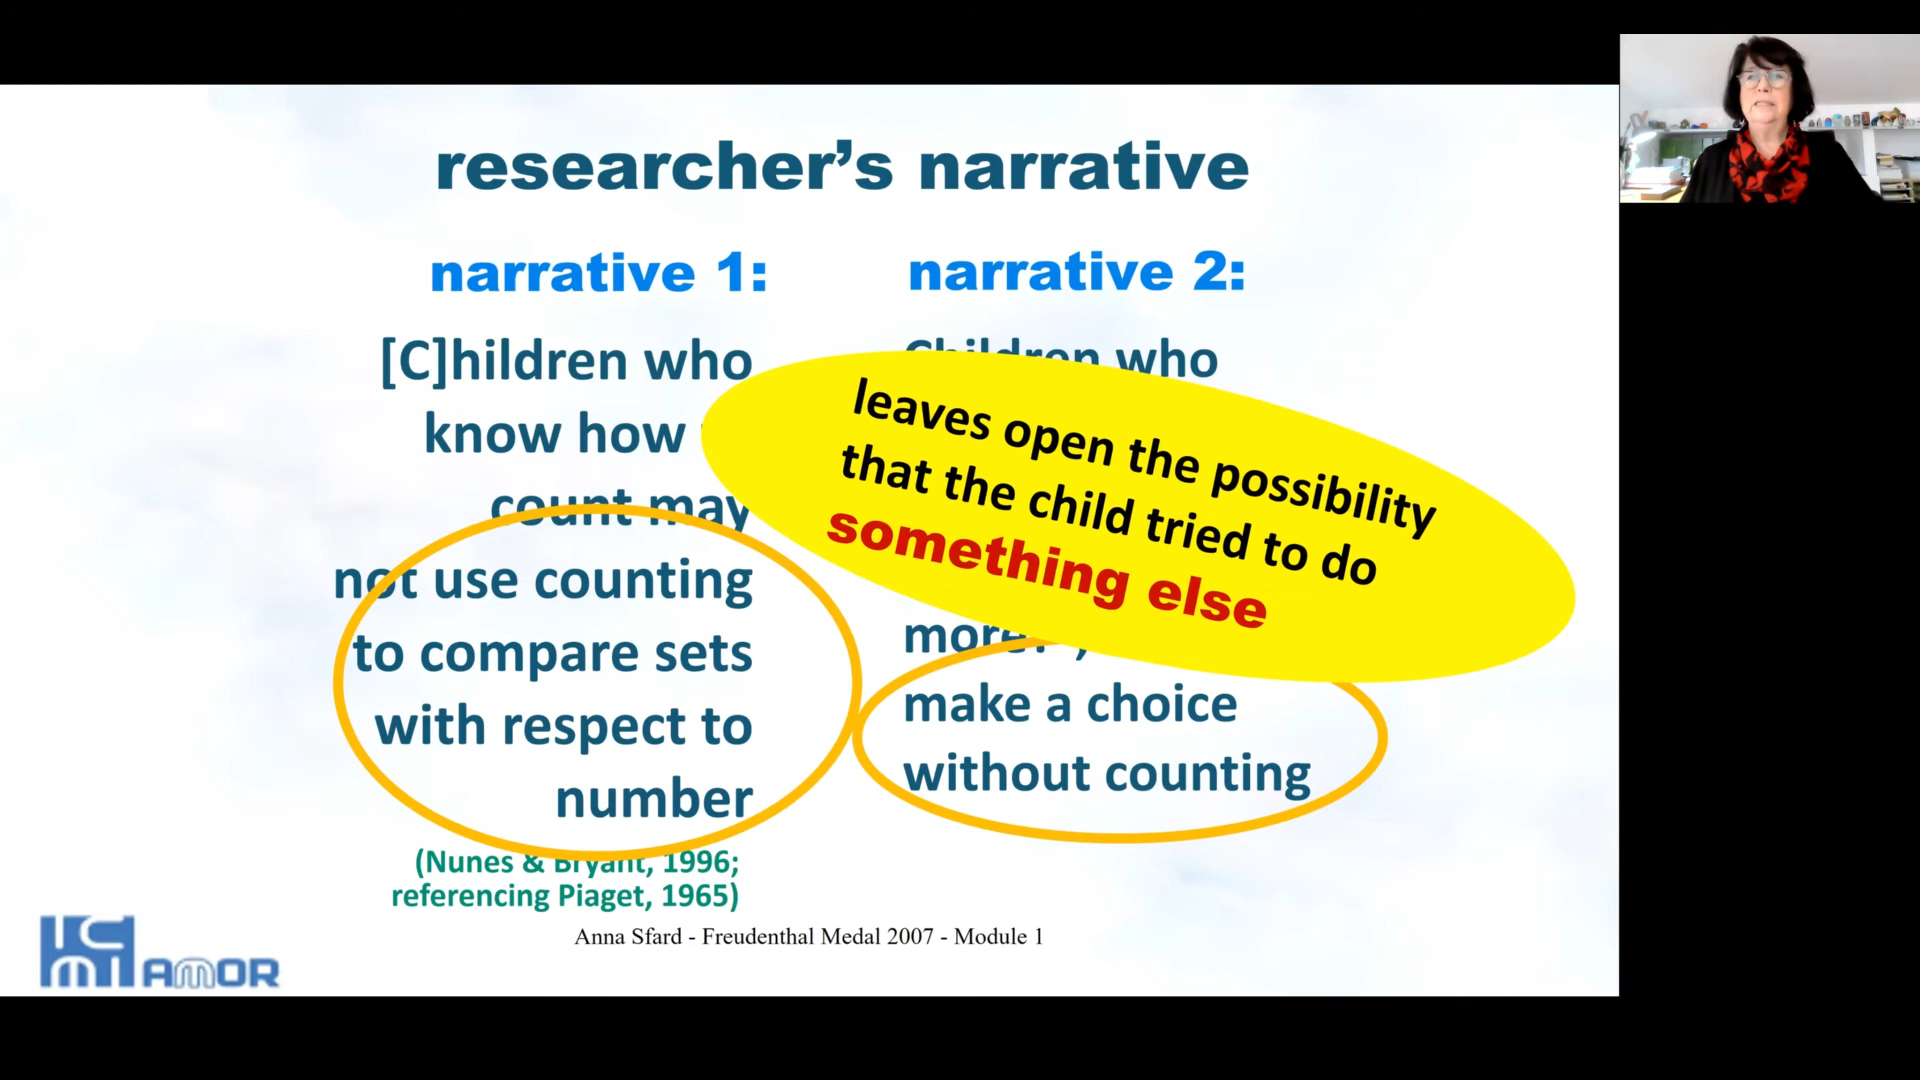 researcher's narrative
narrative 1:
[C]hildren who
know how
count may
not use counting
to compare sets
with respect to
number
(Nunes & Bryant, 1996;
referencing Piaget, 1965)
narrative 2:
Children who
leaves open the possibility
that the child tried to do
something else
more?",
make a choice
without counting
Anna Sfard - Freudenthal Medal 2007 - Module 1
ICMI AMOR